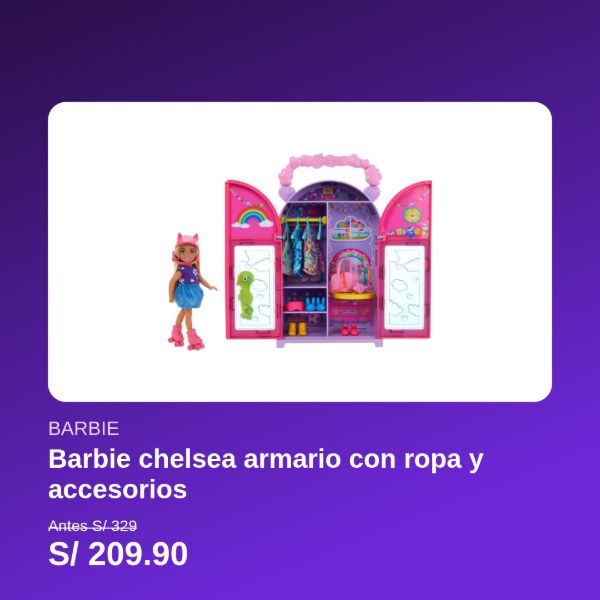 BARBIE
Barbie chelsea armario con ropa y
accesorios
Antes S/ 329
S/ 209.90